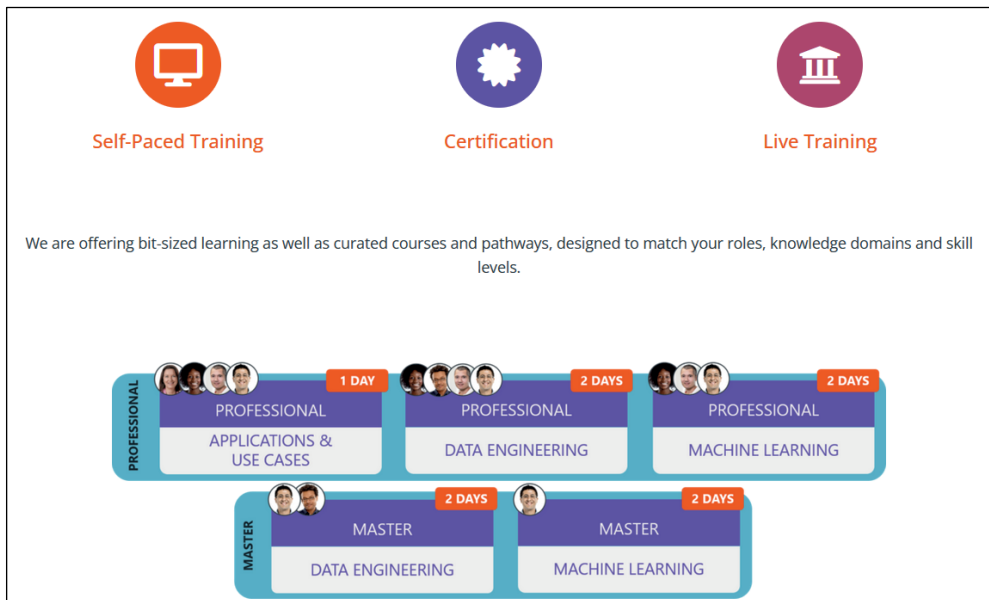 Self-Paced Training
Certification
Live Training
We are offering bit-sized learning as well as curated courses and pathways, designed to match your roles, knowledge domains and skill
levels.
PROFESSIONAL
1 DAY
PROFESSIONAL
APPLICATIONS &
USE CASES
2 DAYS
PROFESSIONAL
DATA ENGINEERING
2 DAYS
PROFESSIONAL
MACHINE LEARNING
MASTER
2 DAYS
MASTER
DATA ENGINEERING
2 DAYS
MASTER
MACHINE LEARNING